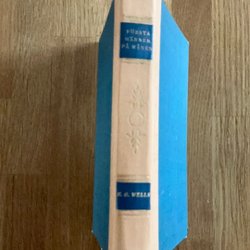 FÖRSTA
MÄNNEN
PÅ MÅNEN
H. G. WELLS